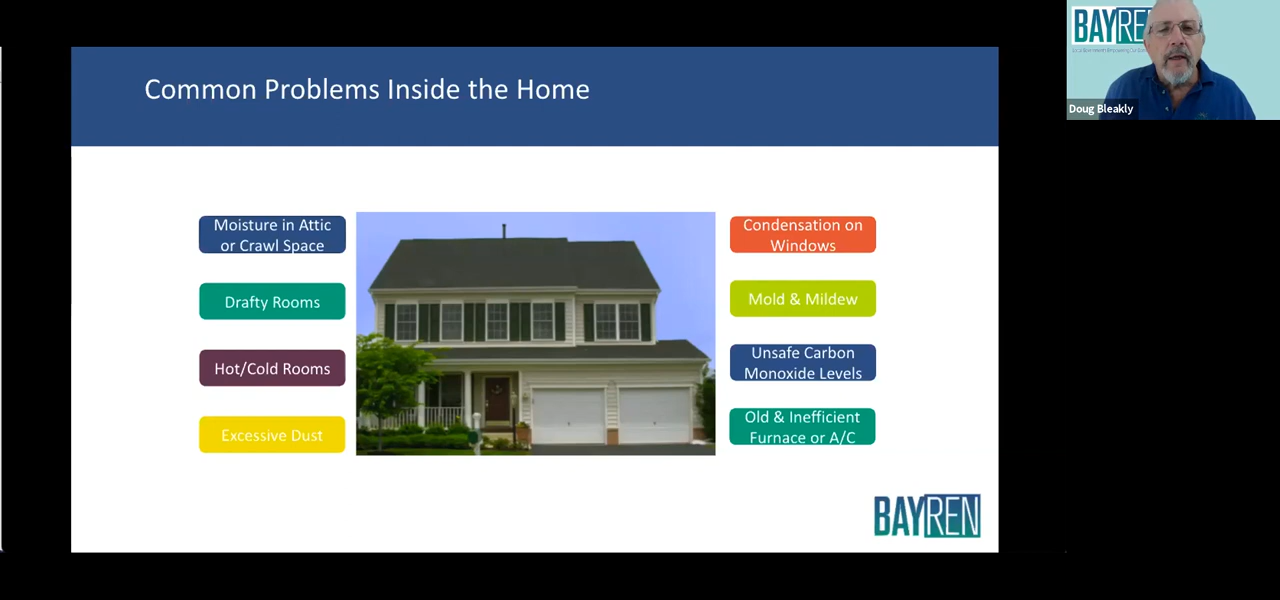 Common Problems Inside the Home
Moisture in Attic
or Crawl Space
Drafty Rooms
Hot/Cold Rooms
Excessive Dust
Condensation on
Windows
Mold & Mildew
Unsafe Carbon
Monoxide Levels
Old & Inefficient
Furnace or A/C
BAYREN
BAYRE
Doug Bleakly